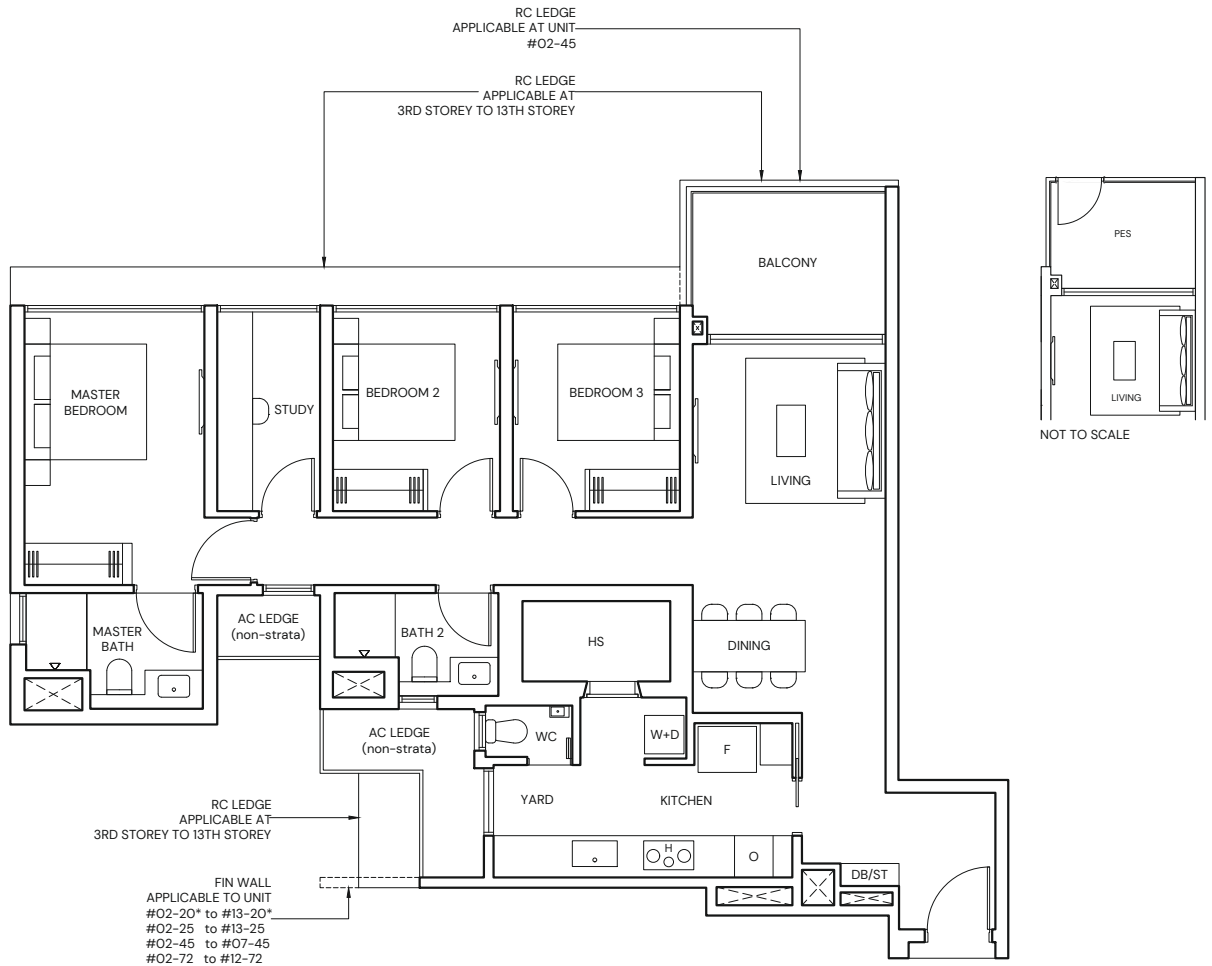 RC LEDGE
APPLICABLE AT UNIT
#02-45
RC LEDGE
APPLICABLE AT
3RD STOREY TO 13TH STOREY
BALCONY
PES
LIVING
NOT TO SCALE
MASTER
BEDROOM
STUDY
BEDROOM 2
BEDROOM 3
LIVING
MASTER
BATH
AC LEDGE
(non-strata)
BATH 2
HS
DINING
AC LEDGE
(non-strata)
WC
W+D
F
YARD
KITCHEN
H
O
DB/ST
RC LEDGE
APPLICABLE AT
3RD STOREY TO 13TH STOREY
FIN WALL
APPLICABLE TO UNIT
#02-20* to #13-20*
#02-25 to #13-25
#02-45 to #07-45
#02-72 to #12-72